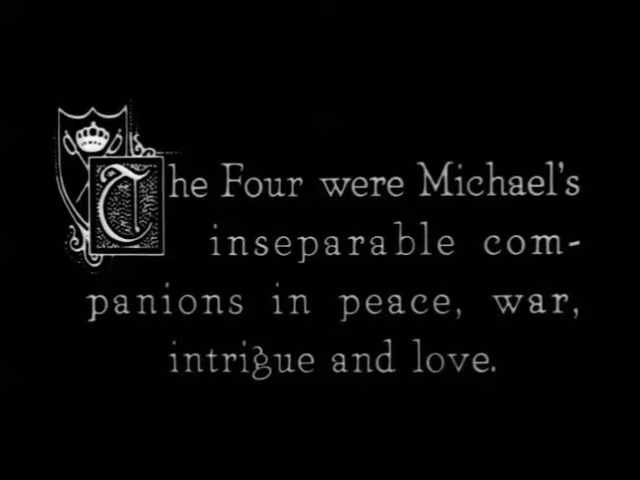 The Four were Michael's
inseparable com-
panions in peace, war,
intrigue and love.